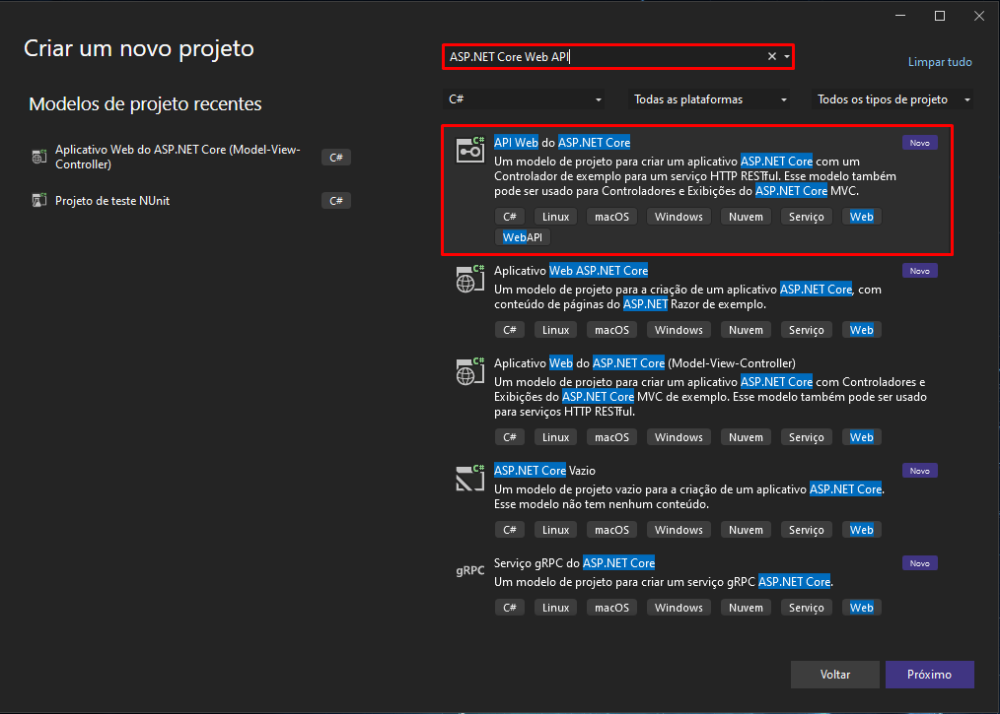 Criar um novo projeto
ASP.NET Core Web API
Limpar tudo
Modelos de projeto recentes
Aplicativo Web do ASP.NET Core (Model-View-
Controller)
C#
Projeto de teste NUnit
C#
C#
Todas as plataformas
Todos os tipos de projeto
C#
API Web do ASP.NET Core
Novo
Um modelo de projeto para criar um aplicativo ASP.NET Core com um
Controlador de exemplo para um serviço HTTP RESTful. Esse modelo também
pode ser usado para Controladores e Exibições do ASP.NET Core MVC.
C# Linux macOS Windows Nuvem Serviço Web
WebAPI
C#
Aplicativo Web ASP.NET Core
Novo
Um modelo de projeto para a criação de um aplicativo ASP.NET Core, com
conteúdo de páginas do ASP.NET Razor de exemplo.
C# Linux macOS Windows Nuvem Serviço Web
C#
Aplicativo Web do ASP.NET Core (Model-View-Controller)
Um modelo de projeto para criar um aplicativo ASP.NET Core com Controladores e
Exibições do ASP.NET Core MVC de exemplo. Esse modelo também pode ser usado
para serviços HTTP RESTful.
C# Linux macOS Windows Nuvem Serviço Web
C#
ASP.NET Core Vazio
Novo
Um modelo de projeto vazio para a criação de um aplicativo ASP.NET Core.
Esse modelo não tem nenhum conteúdo.
C# Linux macOS Windows Nuvem Serviço Web
gRPC
Serviço gRPC do ASP.NET Core
Novo
Um modelo de projeto para criar um serviço gRPC ASP.NET Core.
C# Linux macOS Windows Nuvem Serviço Web
Voltar
Próximo